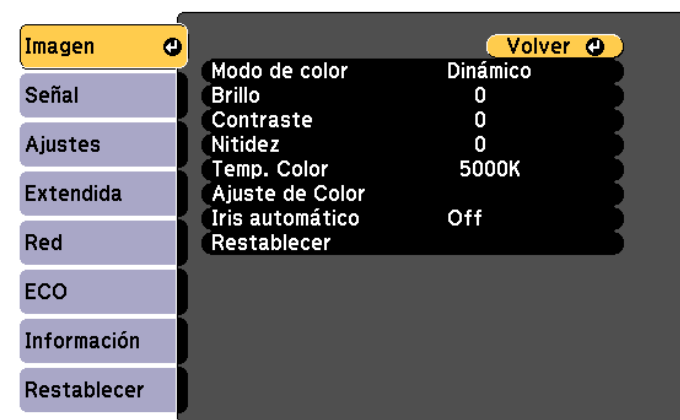 Imagen
Señal
Ajustes
Extendida
Red
ECO
Información
Restablecer
Volver
Modo de color Dinámico
Brillo 0
Contraste 0
Nitidez 0
Temp. Color 5000K
Ajuste de Color
Iris automático Off
Restablecer